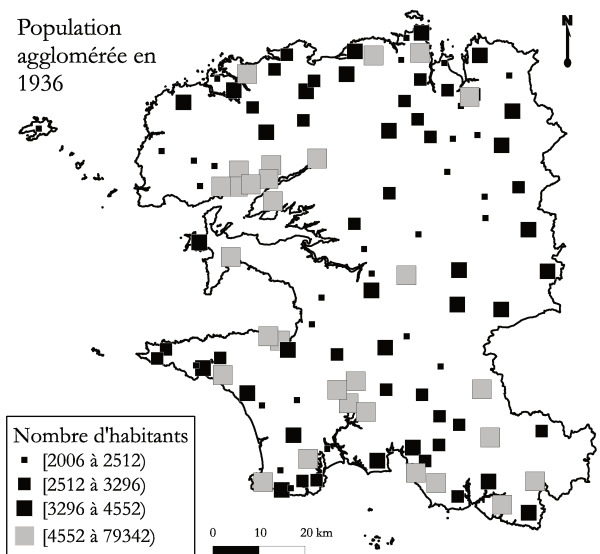 Population
agglomérée en
1936
N
Nombre d'habitants
[2006 à 2512)
[2512 à 3296)
[3296 à 4552)
[4552 à 79342)
0 10 20 km